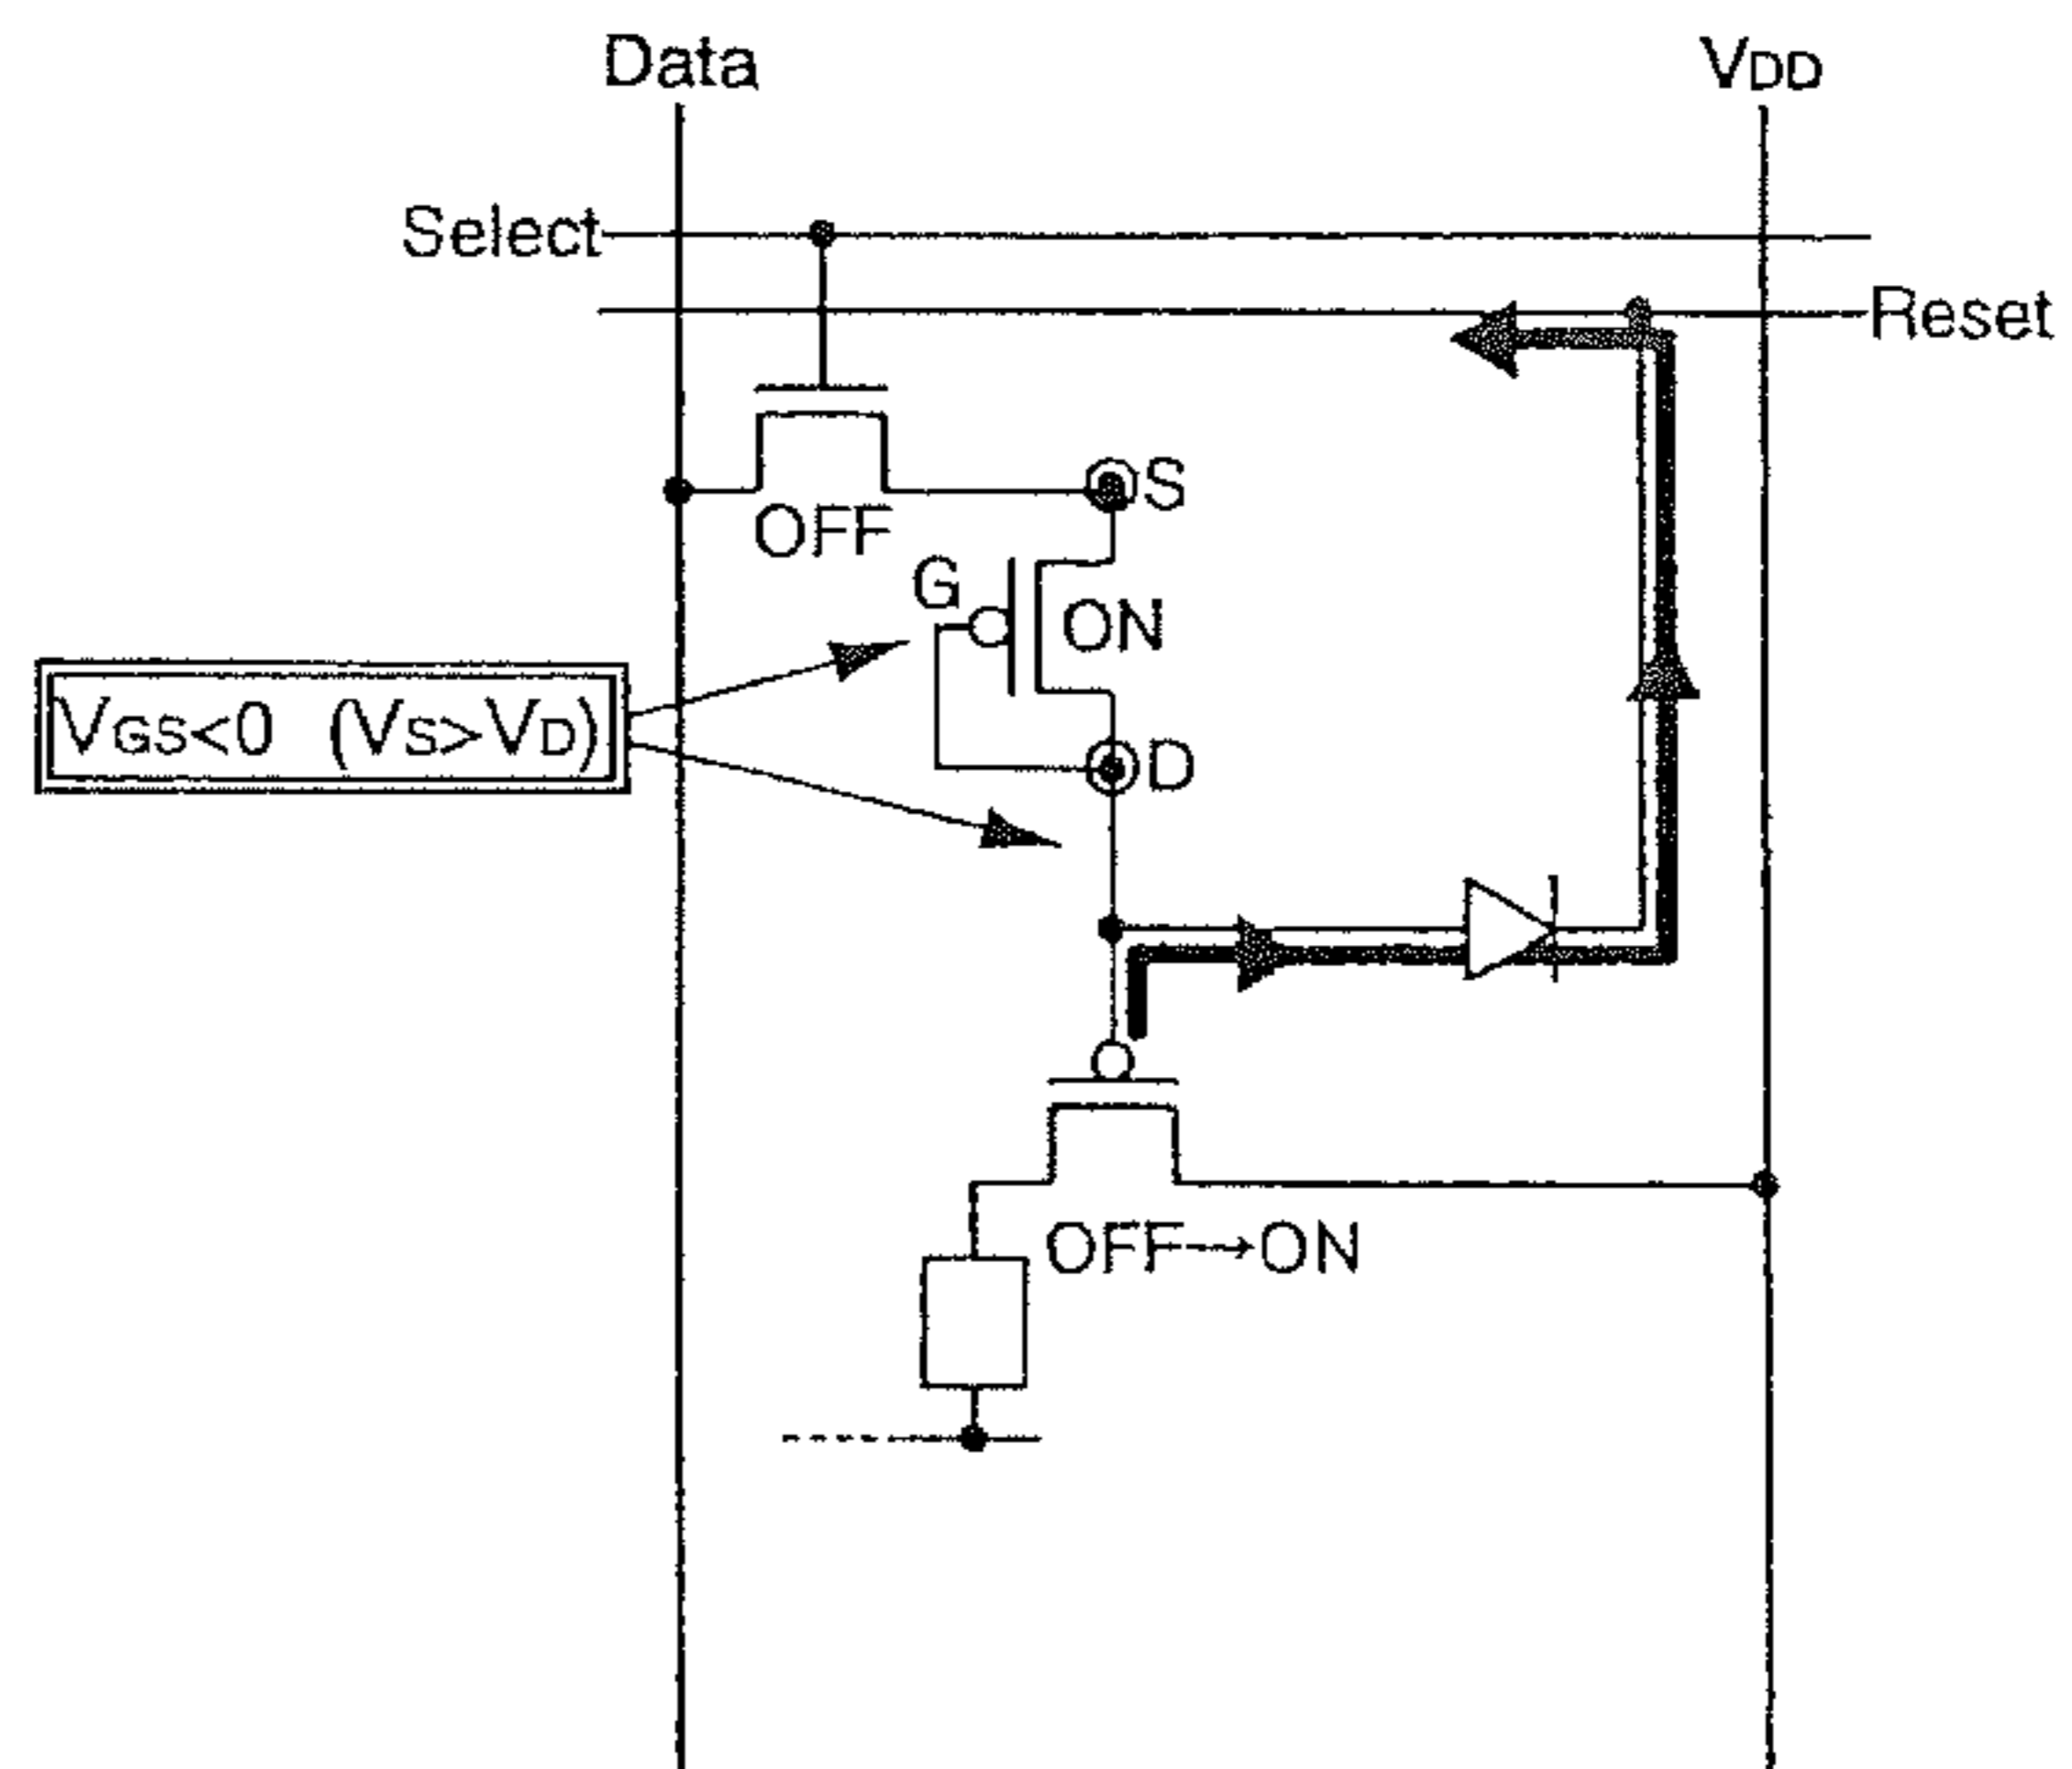 Data
VDD
Select
Reset
S
OFF
G
ON
VGS<0 (VS>VD)
D
OFF→ON